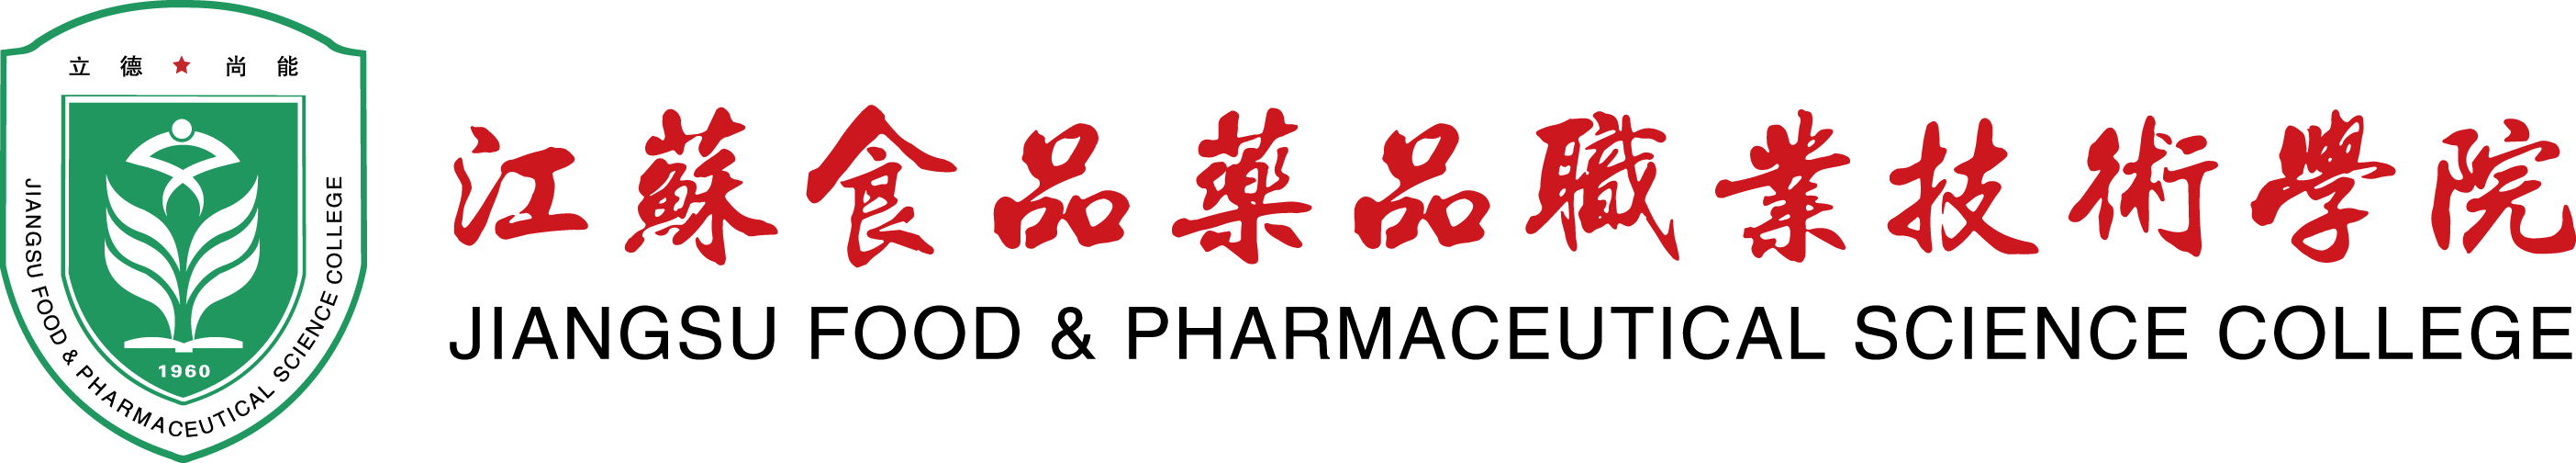 立德★尚能
JIANGSU FOOD & PHARMACEUTICAL SCIENCE COLLEGE
1960
江蘇食品藥品職業技術學院
JIANGSU FOOD & PHARMACEUTICAL SCIENCE COLLEGE